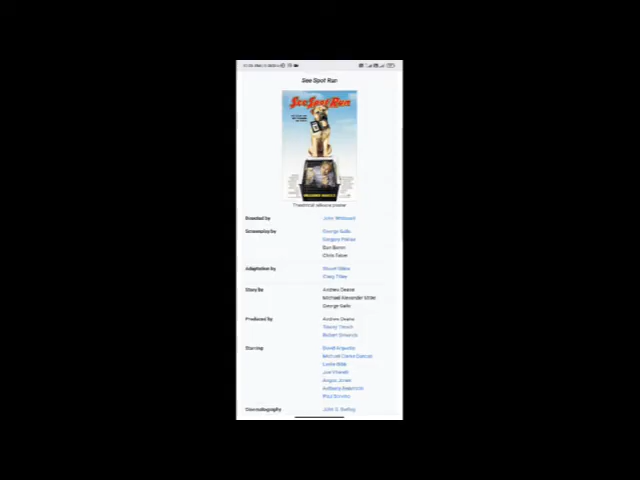 See Spot Run
See Spot Run
Theatrical release poster
Directed by
John Whitesell
Screenplay by
George Gallo
Gregory Poirier
Dan Baron
Chris Faber
Adaptation by
Stuart Gibbs
Craig Titley
Story by
Andrew Deane
Michael Alexander Miller
George Gallo
Produced by
Andrew Deane
Tracey Trench
Robert Simonds
Starring
David Arquette
Michael Clarke Duncan
Leslie Bibb
Joe Viterelli
Angus Jones
Anthony Anderson
Paul Sorvino
Cinematography
John S. Bartley